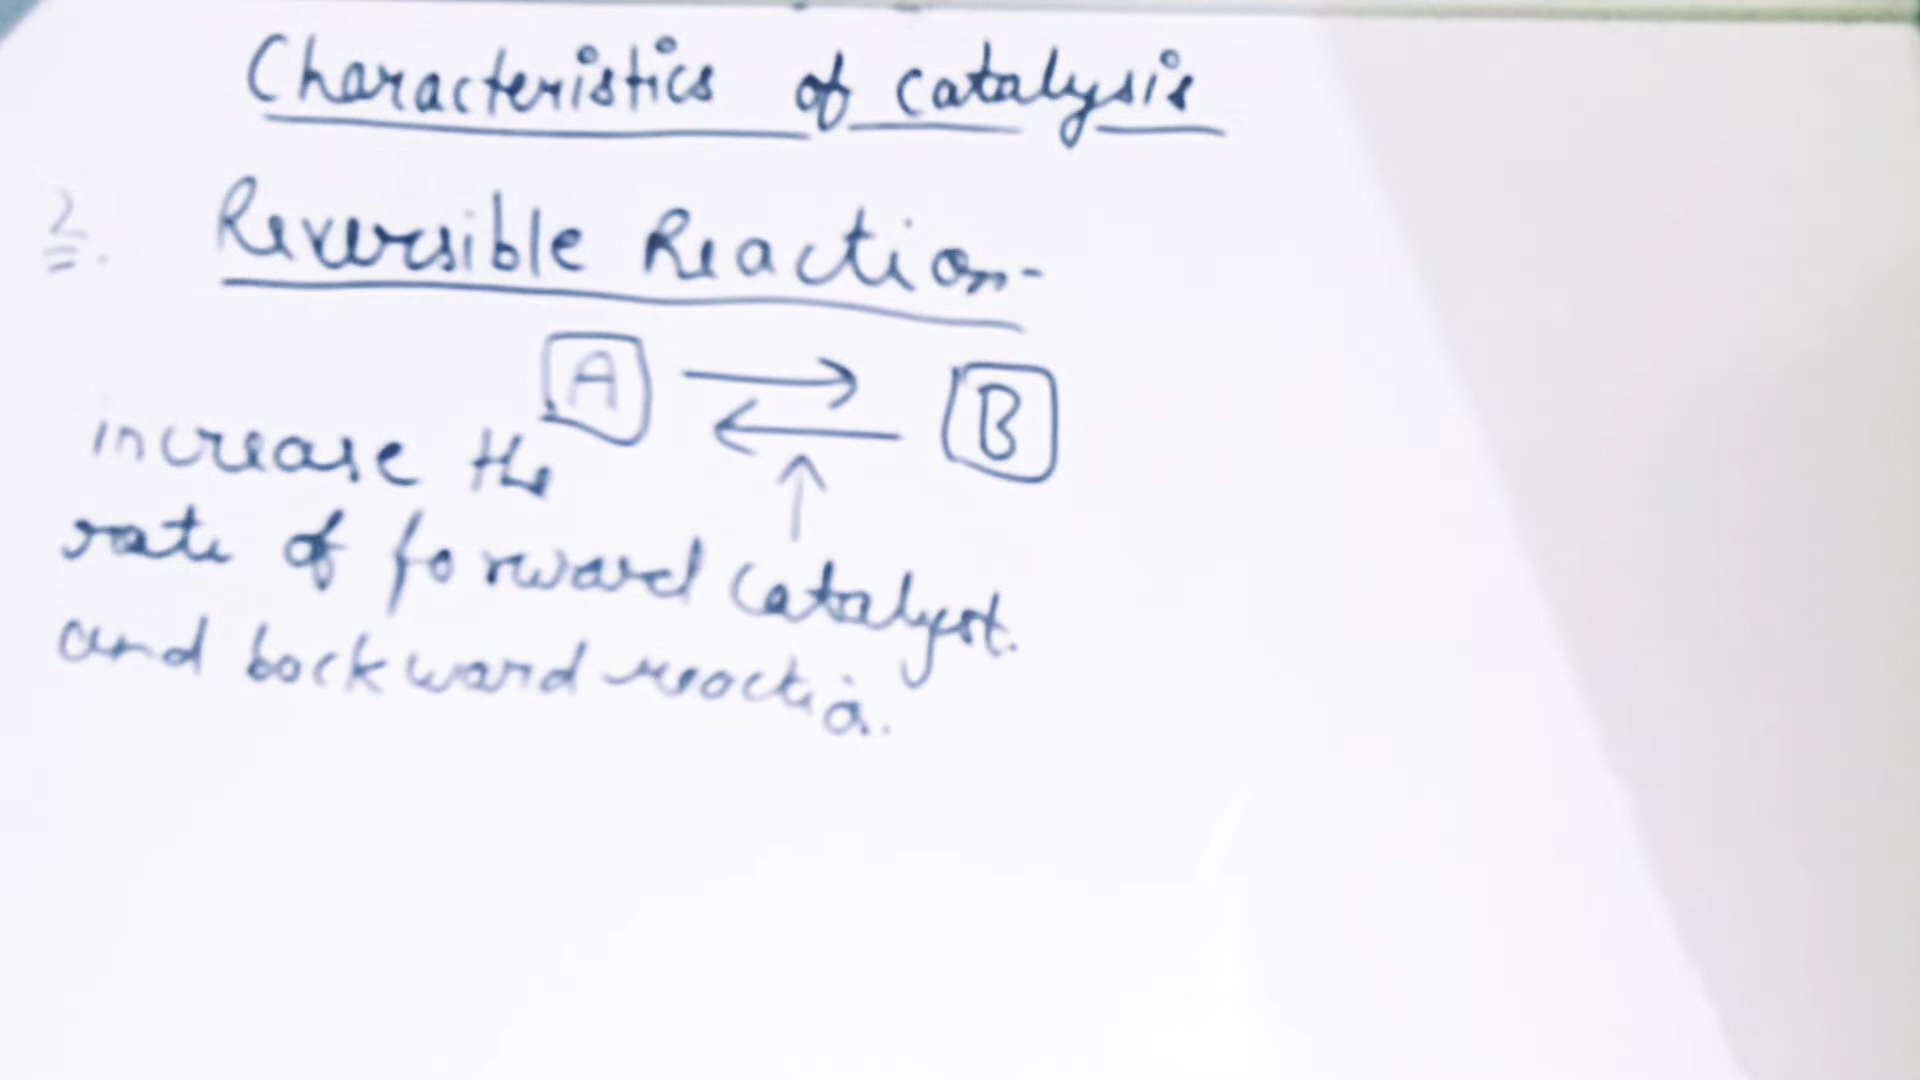 Characteristics of catalysis
2. Reversible Reaction-
A → ← B
increase the
rate of forward catalyst.
and backward reaction.